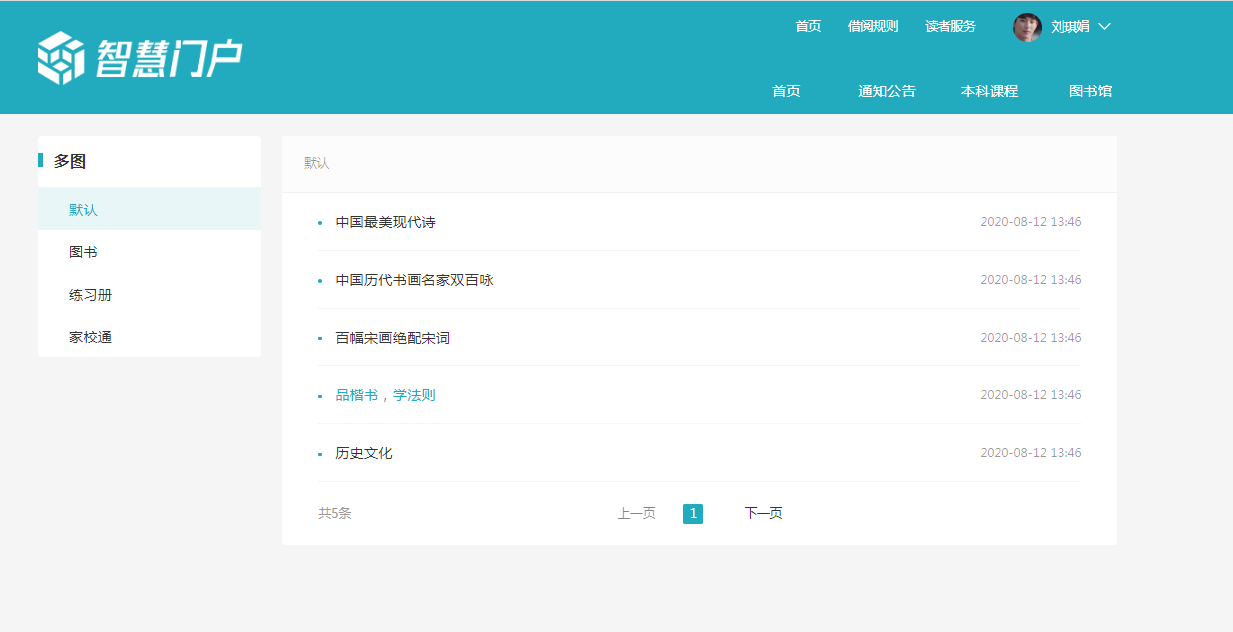 首页 借阅规则 读者服务 刘琪娟
智慧门户
首页 通知公告 本科课程 图书馆
多图
默认
图书
练习册
家校通
默认
中国最美现代诗 2020-08-12 13:46
中国历代书画名家双百咏 2020-08-12 13:46
百幅宋画绝配宋词 2020-08-12 13:46
品楷书，学法则 2020-08-12 13:46
历史文化 2020-08-12 13:46
共5条 上一页 1 下一页